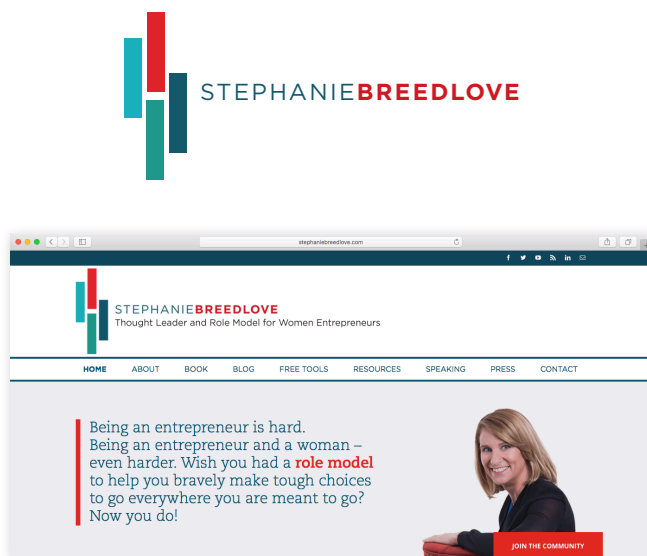 STEPHANIEBREEDLOVE
stephaniebreedlove.com
STEPHANIEBREEDLOVE
Thought Leader and Role Model for Women Entrepreneurs
HOME ABOUT BOOK BLOG FREE TOOLS RESOURCES SPEAKING PRESS CONTACT
Being an entrepreneur is hard.
Being an entrepreneur and a woman –
even harder. Wish you had a role model
to help you bravely make tough choices
to go everywhere you are meant to go?
Now you do!
JOIN THE COMMUNITY